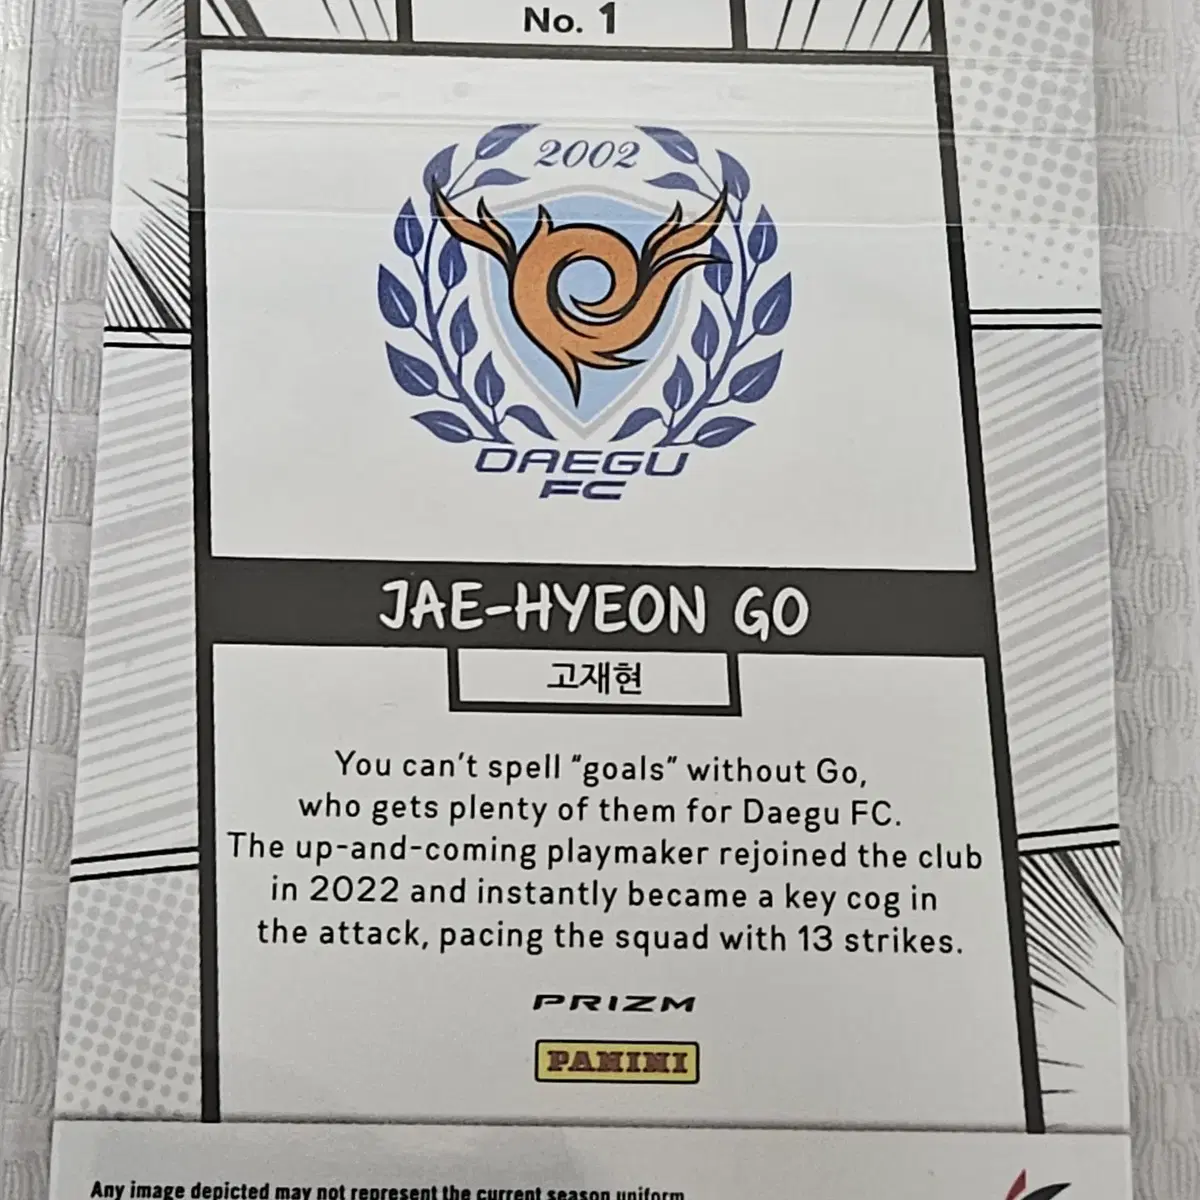 No. 1
2002
DAEGU
FC
JAE-HYEON GO
고재현
You can't spell "goals" without Go,
who gets plenty of them for Daegu FC.
The up-and-coming playmaker rejoined the club
in 2022 and instantly became a key cog in
the attack, pacing the squad with 13 strikes.
PRIZM
PANINI
Any image depicted may not represent the current season uniform